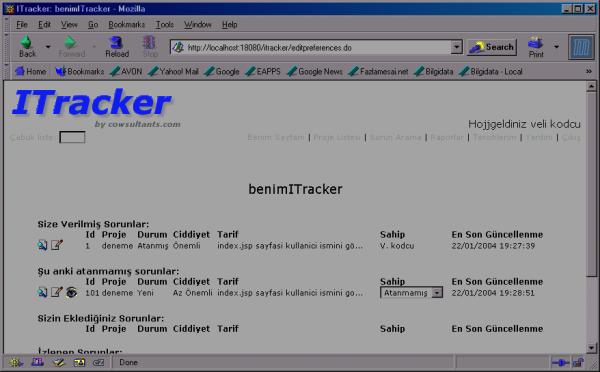 ITracker: benimITracker - Mozilla
File Edit View Go Bookmarks Tools Window Help
Back Forward Reload Stop http://localhost:18080/itracker/editpreferences.do Search Print
Home Bookmarks AVON Yahoo! Mail Google EAPPS Google News Fazlamesai.net Bilgidata Bilgidata - Local
ITracker
by cowsultants.com
Hojjgeldiniz veli kodcu
Çabuk liste: Benim Sayfam | Proje Listesi | Sorun Arama | Raporlar | Tercihlerim | Yardım | Çıkış
benimITracker
Size Verilmiş Sorunlar:
Id Proje Durum Ciddiyet Tarif Sahip En Son Güncellenme
1 deneme Atanmış Önemli index.jsp sayfasi kullanici ismini gö... V. kodcu 22/01/2004 19:27:39
Şu anki atanmamış sorunlar:
Id Proje Durum Ciddiyet Tarif Sahip En Son Güncellenme
101 deneme Yeni Az Önemli index.jsp sayfasi kullanici ismini gö... Atanmamış 22/01/2004 19:28:51
Sizin Eklediğiniz Sorunlar:
Id Proje Durum Ciddiyet Tarif Sahip En Son Güncellenme
İzlenen Sorunlar:
Done